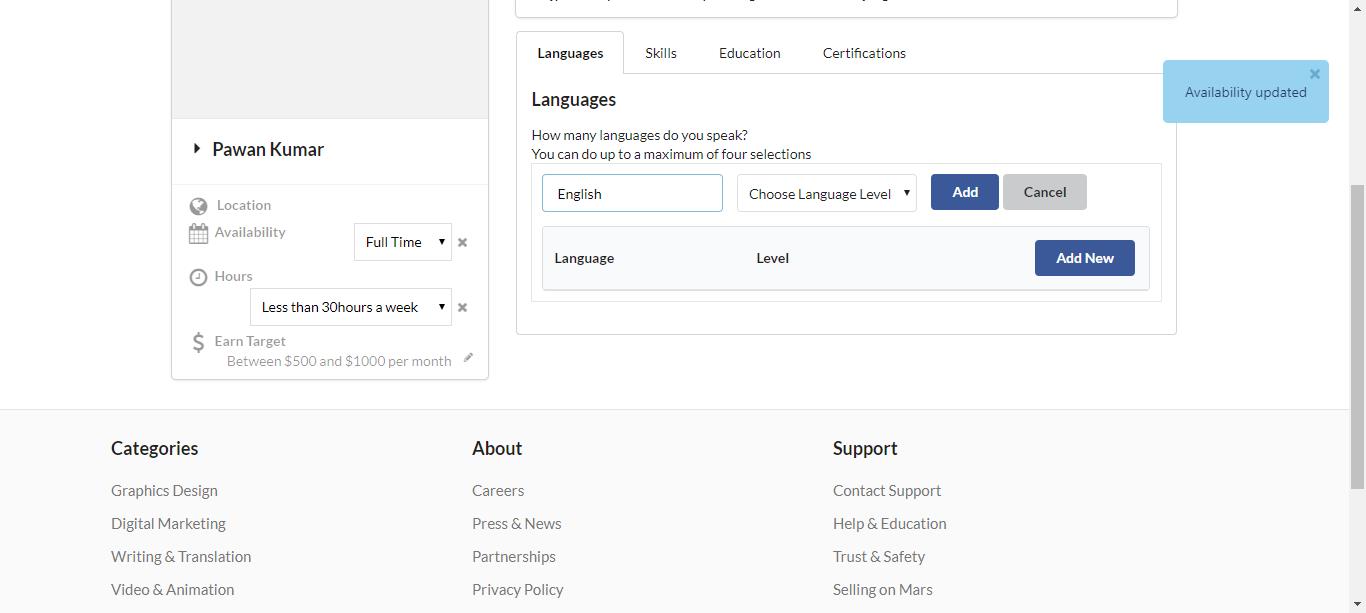 Languages Skills Education Certifications
Availability updated
Languages
How many languages do you speak?
You can do up to a maximum of four selections
English Choose Language Level Add Cancel
Language Level Add New
Pawan Kumar
Location
Availability Full Time
Hours
Less than 30hours a week
Earn Target
Between $500 and $1000 per month
Categories
Graphics Design
Digital Marketing
Writing & Translation
Video & Animation
About
Careers
Press & News
Partnerships
Privacy Policy
Support
Contact Support
Help & Education
Trust & Safety
Selling on Mars